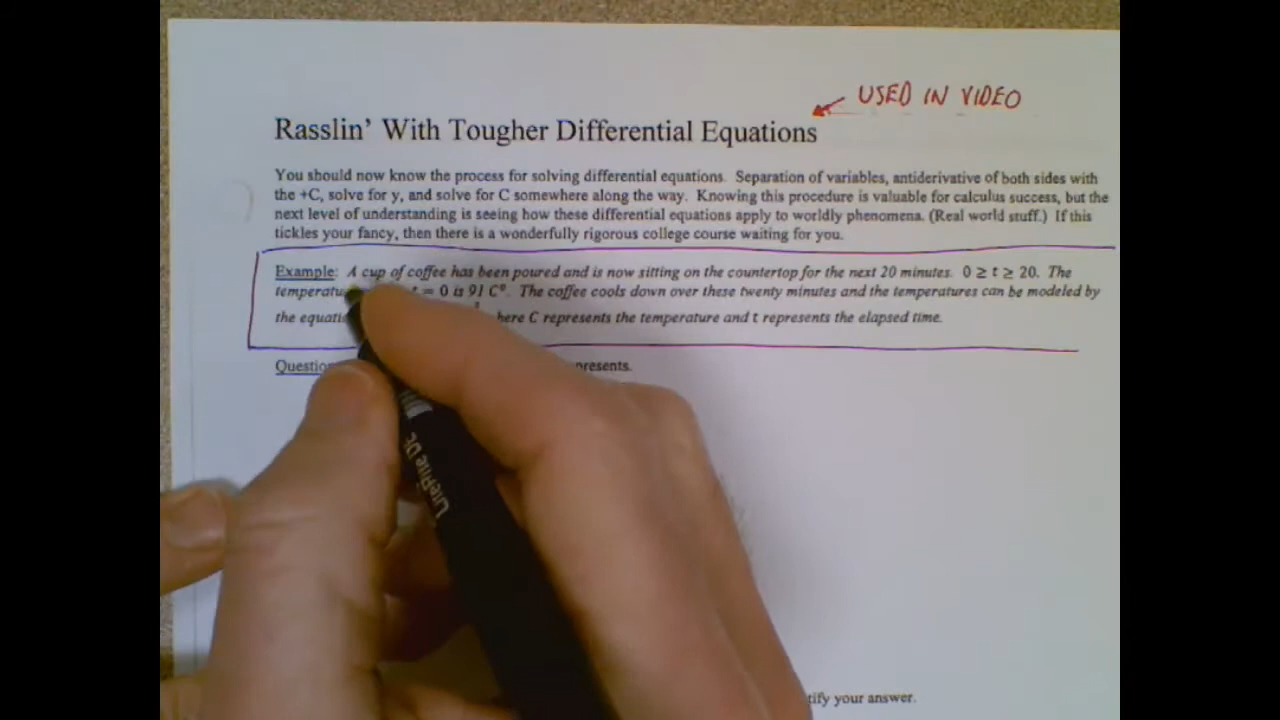 USED IN VIDEO
Rasslin' With Tougher Differential Equations
You should now know the process for solving differential equations. Separation of variables, antiderivative of both sides with
the +C, solve for y, and solve for C somewhere along the way. Knowing this procedure is valuable for calculus success, but the
next level of understanding is seeing how these differential equations apply to worldly phenomena. (Real world stuff.) If this
tickles your fancy, then there is a wonderfully rigorous college course waiting for you.
Example: A cup of coffee has been poured and is now sitting on the countertop for the next 20 minutes. 0 ≥ t ≥ 20. The
t = 0 is 91 C°. The coffee cools down over these twenty minutes and the temperatures can be modeled by
the C represents the temperature and t represents the elapsed time.
your answer.